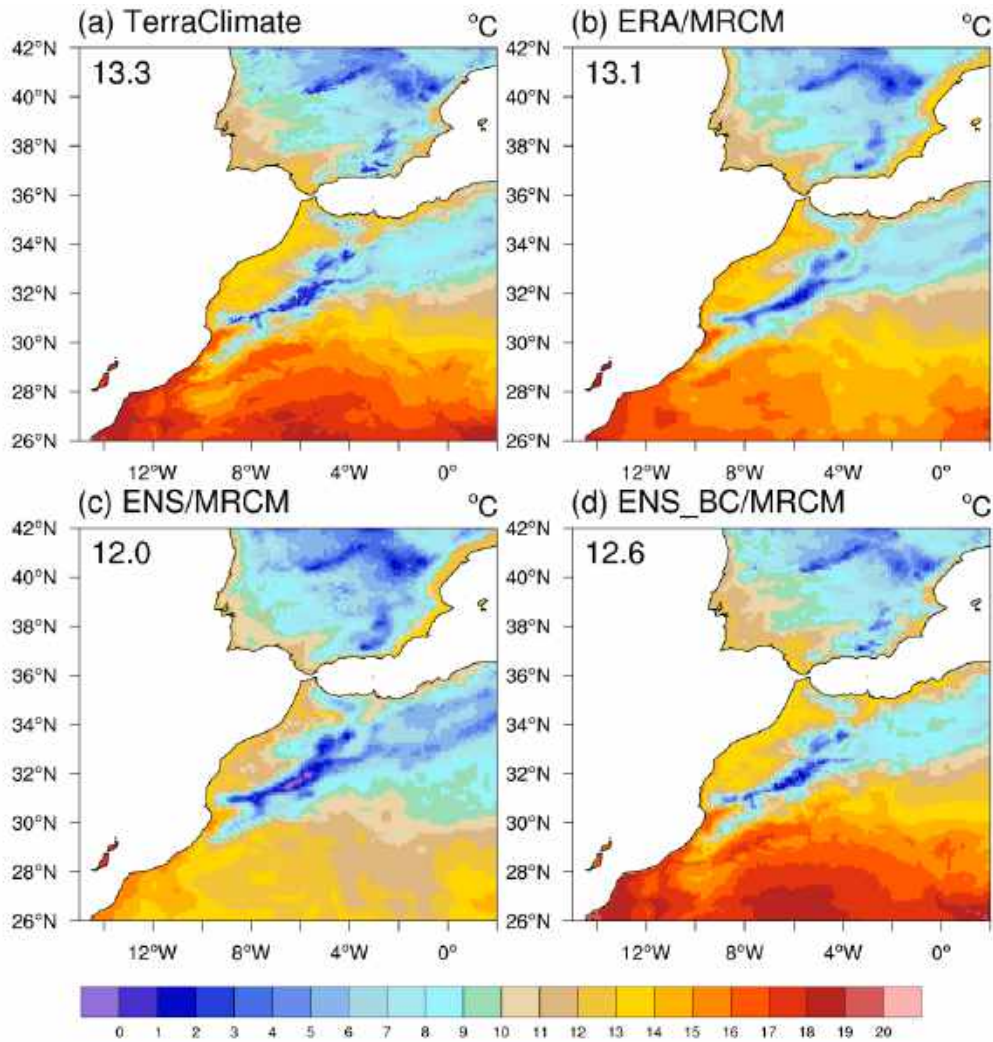 (a) TerraClimate °C
(b) ERA/MRCM °C
42°N 13.3
40°N
38°N
36°N
34°N
32°N
30°N
28°N
26°N
12°W 8°W 4°W 0°
42°N 13.1
40°N
38°N
36°N
34°N
32°N
30°N
28°N
26°N
12°W 8°W 4°W 0°
(c) ENS/MRCM °C
(d) ENS_BC/MRCM °C
42°N 12.0
40°N
38°N
36°N
34°N
32°N
30°N
28°N
26°N
12°W 8°W 4°W 0°
42°N 12.6
40°N
38°N
36°N
34°N
32°N
30°N
28°N
26°N
12°W 8°W 4°W 0°
0 1 2 3 4 5 6 7 8 9 10 11 12 13 14 15 16 17 18 19 20